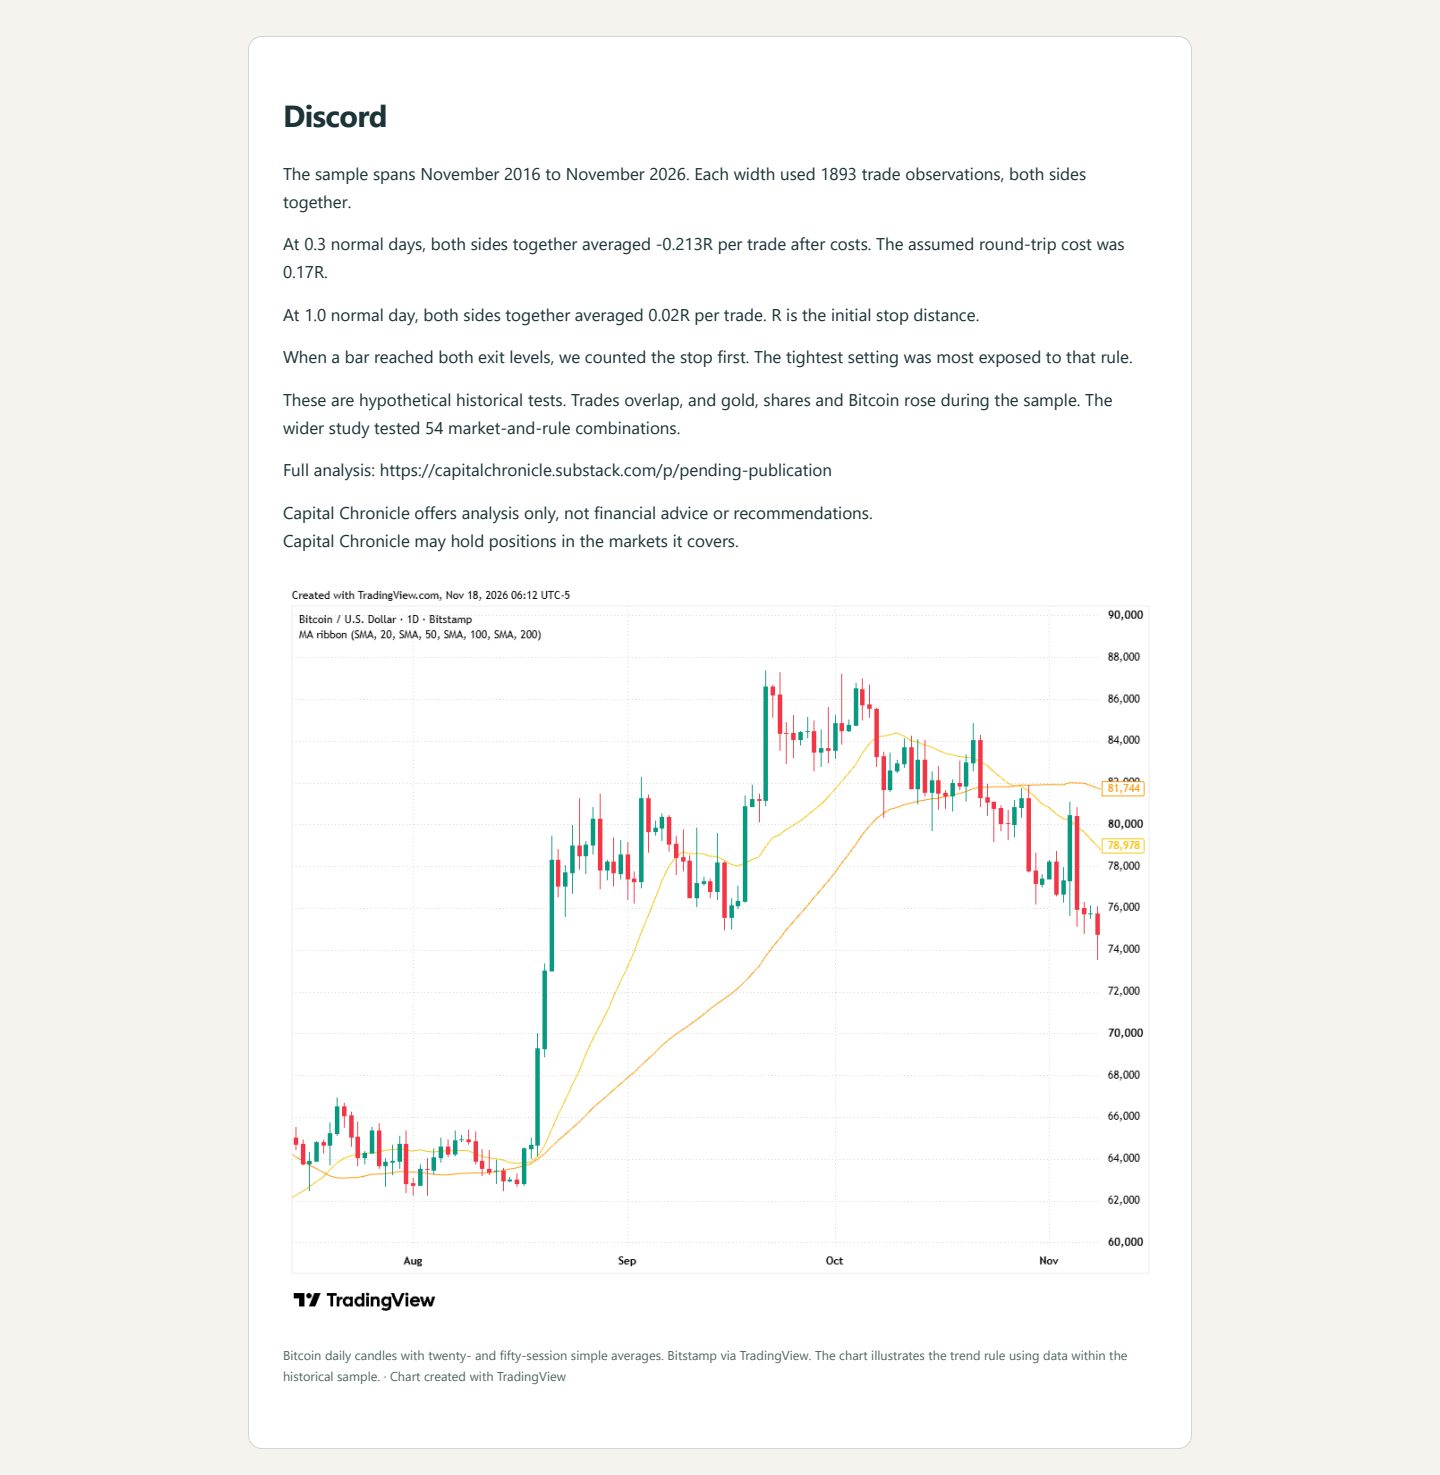 Discord
The sample spans November 2016 to November 2026. Each width used 1893 trade observations, both sides
together.
At 0.3 normal days, both sides together averaged -0.213R per trade after costs. The assumed round-trip cost was
0.17R.
At 1.0 normal day, both sides together averaged 0.02R per trade. R is the initial stop distance.
When a bar reached both exit levels, we counted the stop first. The tightest setting was most exposed to that rule.
These are hypothetical historical tests. Trades overlap, and gold, shares and Bitcoin rose during the sample. The
wider study tested 54 market-and-rule combinations.
Full analysis: https://capitalchronicle.substack.com/p/pending-publication
Capital Chronicle offers analysis only, not financial advice or recommendations.
Capital Chronicle may hold positions in the markets it covers.
Created with TradingView.com, Nov 18, 2026 06:12 UTC-5
Bitcoin / U.S. Dollar · 1D · Bitstamp
MA ribbon (SMA, 20, SMA, 50, SMA, 100, SMA, 200)
90,000
88,000
86,000
84,000
82,000
81,744
80,000
78,978
78,000
76,000
74,000
72,000
70,000
68,000
66,000
64,000
62,000
60,000
Aug Sep Oct Nov
TradingView
Bitcoin daily candles with twenty- and fifty-session simple averages. Bitstamp via TradingView. The chart illustrates the trend rule using data within the
historical sample. · Chart created with TradingView